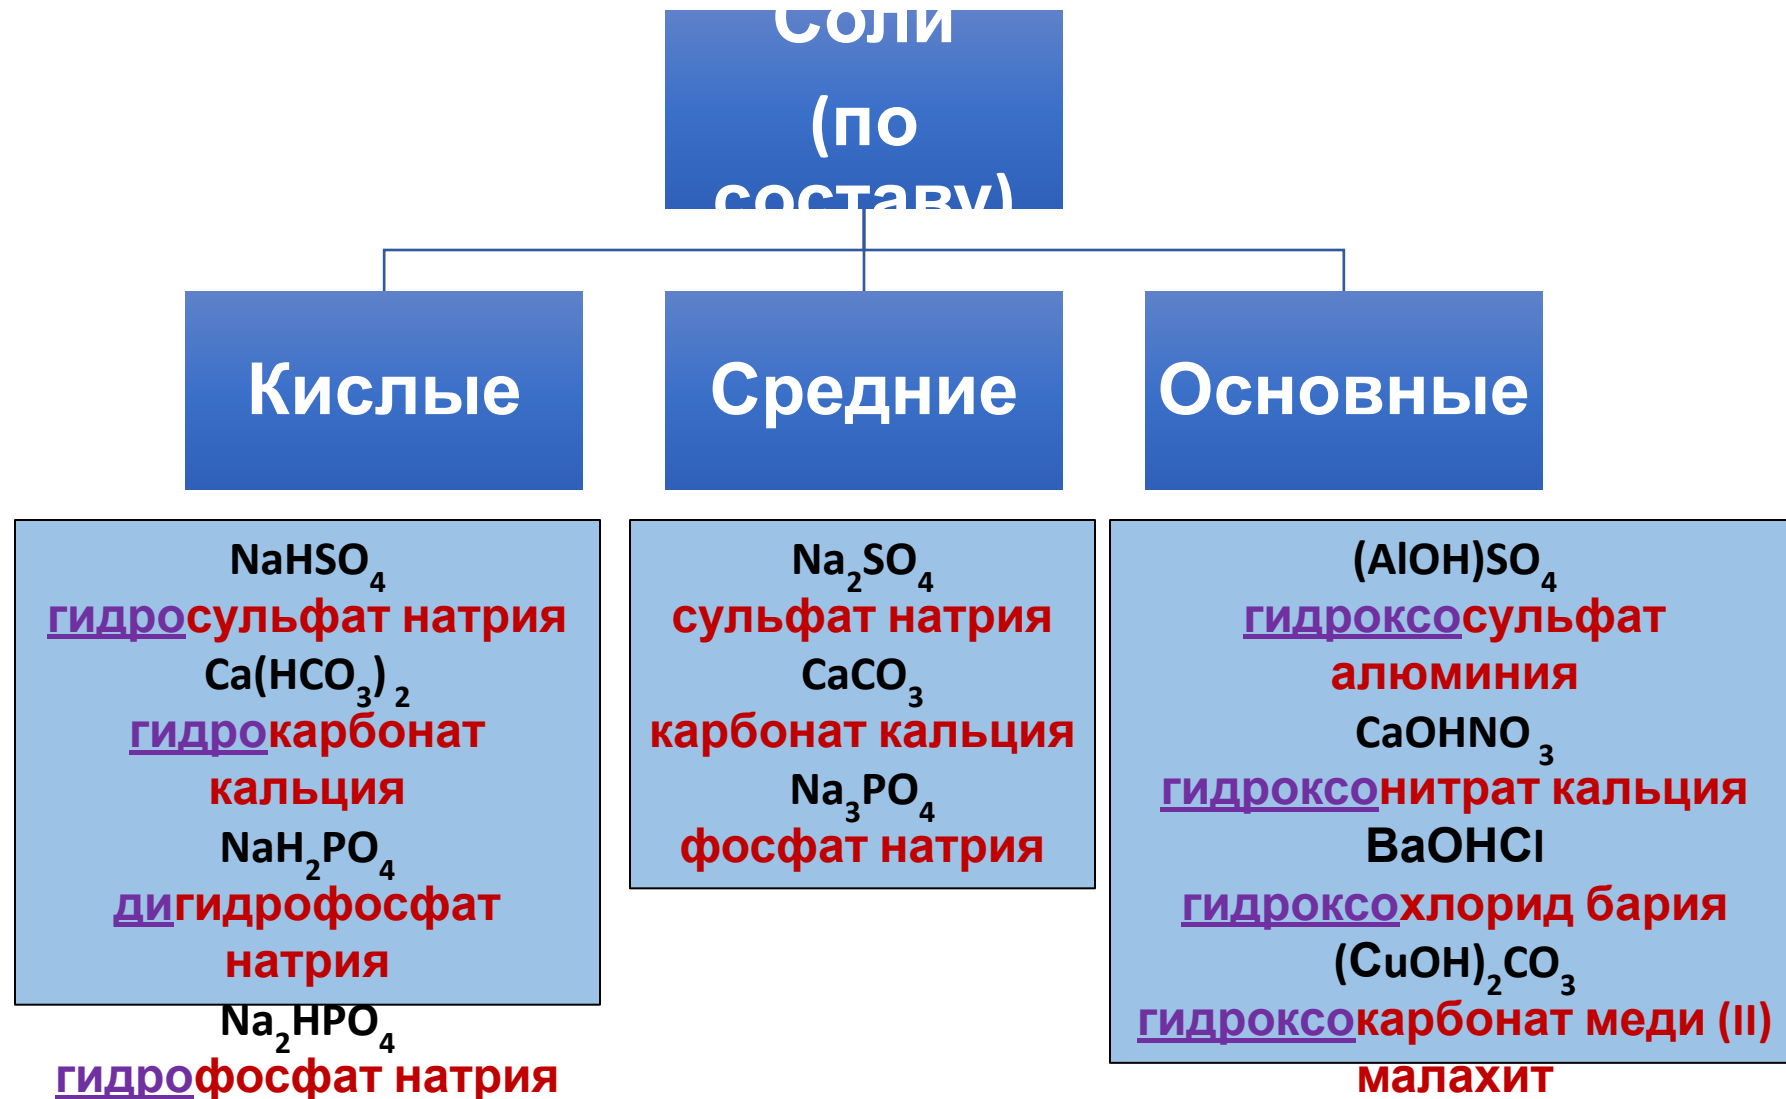 Соли
(по
составу)
Кислые
Средние
Основные
NaHSO4
гидросульфат натрия
Ca(HCO3) 2
гидрокарбонат
кальция
NaH2PO4
дигидрофосфат
натрия
Na2HPO4
гидрофосфат натрия
Na2SO4
сульфат натрия
CaCO3
карбонат кальция
Na3PO4
фосфат натрия
(AlOH)SO4
гидроксосульфат
алюминия
CaOHNO3
гидроксонитрат кальция
BaOHCl
гидроксохлорид бария
(CuOH)2CO3
гидроксокарбонат меди (II)
малахит